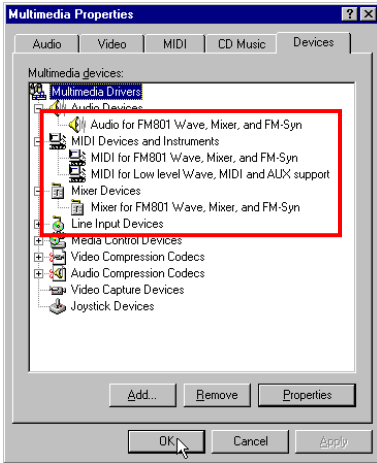 Multimedia Properties
Audio Video MIDI CD Music Devices
Multimedia devices:
Multimedia Drivers
Audio Devices
Audio for FM801 Wave, Mixer, and FM-Syn
MIDI Devices and Instruments
MIDI for FM801 Wave, Mixer, and FM-Syn
MIDI for Low level Wave, MIDI and AUX support
Mixer Devices
Mixer for FM801 Wave, Mixer, and FM-Syn
Line Input Devices
Media Control Devices
Video Compression Codecs
Audio Compression Codecs
Video Capture Devices
Joystick Devices
Add... Remove Properties
OK Cancel Apply